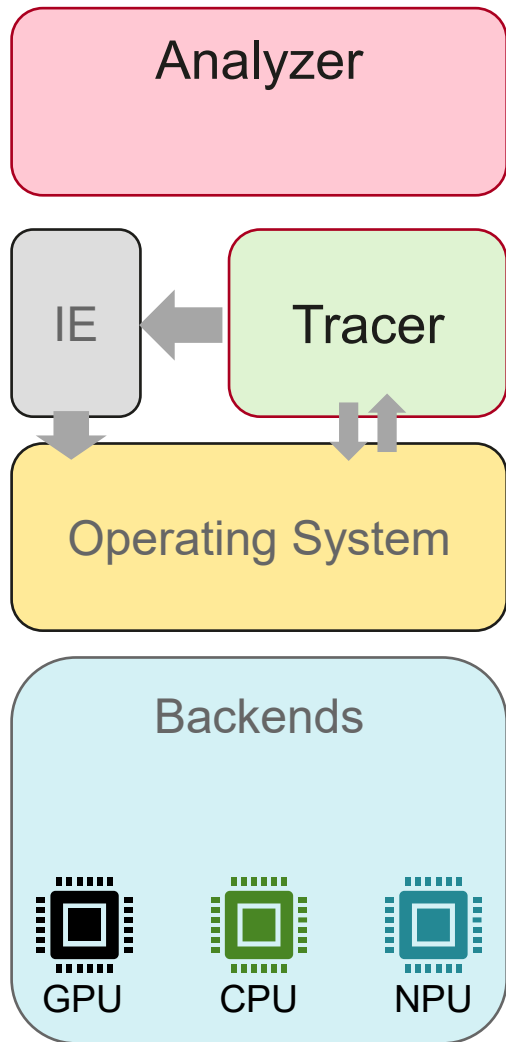 Analyzer
IE
Tracer
Operating System
Backends
GPU
CPU
NPU